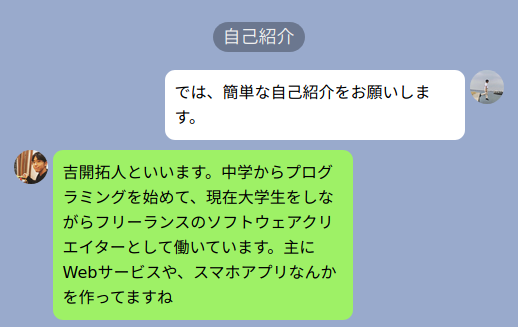 自己紹介
では、簡単な自己紹介をお願いしま
す。
吉開拓人といいます。中学からプログ
ラミングを始めて、現在大学生をしな
がらフリーランスのソフトウェアクリ
エイターとして働いています。主に
Webサービスや、スマホアプリなんか
を作ってますね